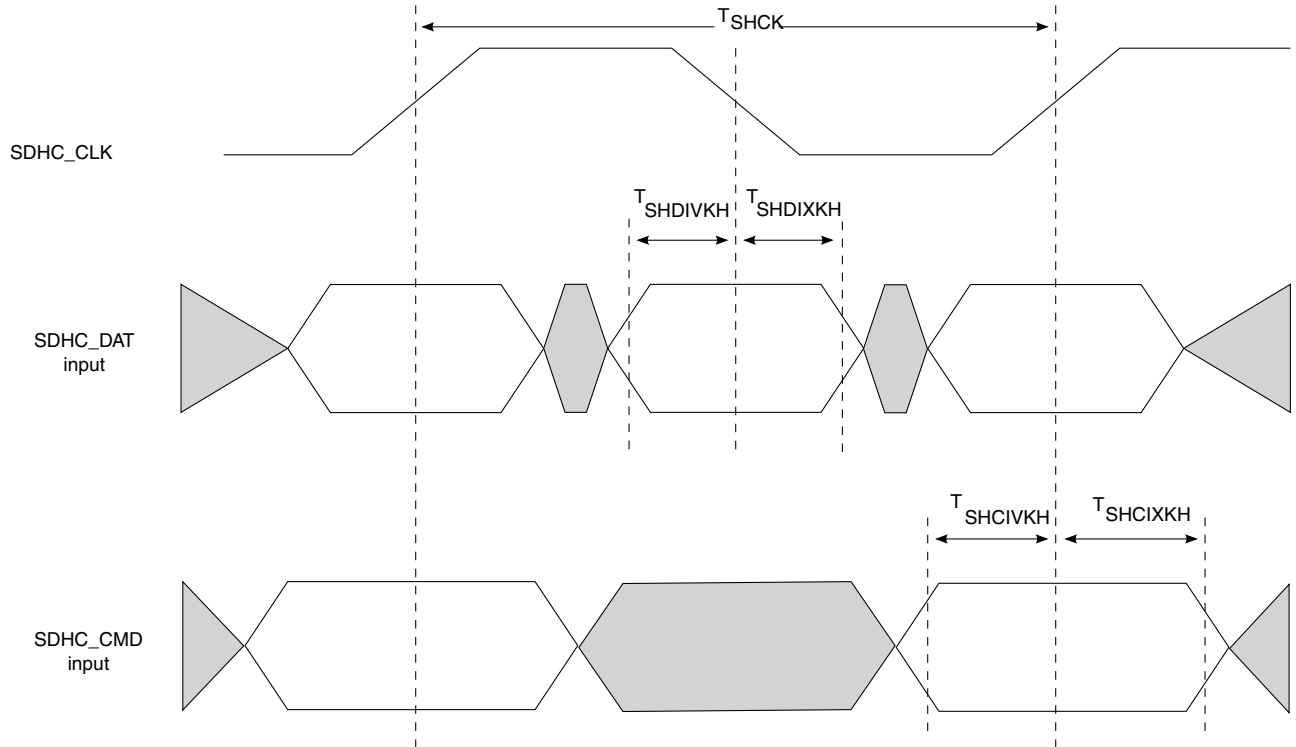 TSHCK
SDHC_CLK
TSHDIVKH TSHDIXKH
SDHC_DAT
input
TSHCIVKH TSHCIXKH
SDHC_CMD
input